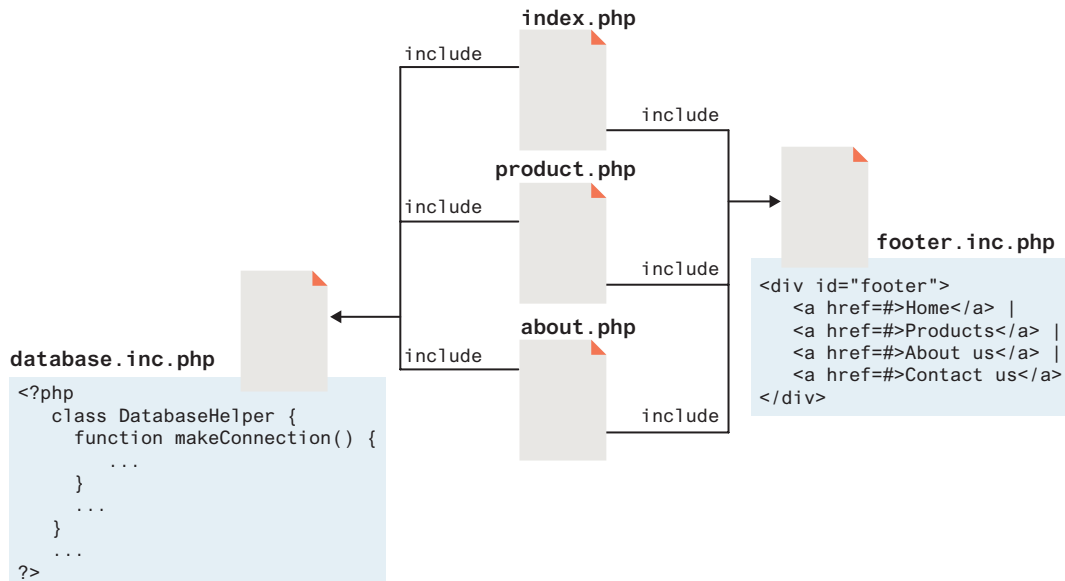 index.php
include
include
product.php
include
footer.inc.php
include
<div id="footer">
   <a href=#>Home</a> |
   <a href=#>Products</a> |
   <a href=#>About us</a> |
   <a href=#>Contact us</a>
</div>
about.php
database.inc.php
include
include
<?php
   class DatabaseHelper {
     function makeConnection() {
        ...
     }
     ...
   }
   ...
?>